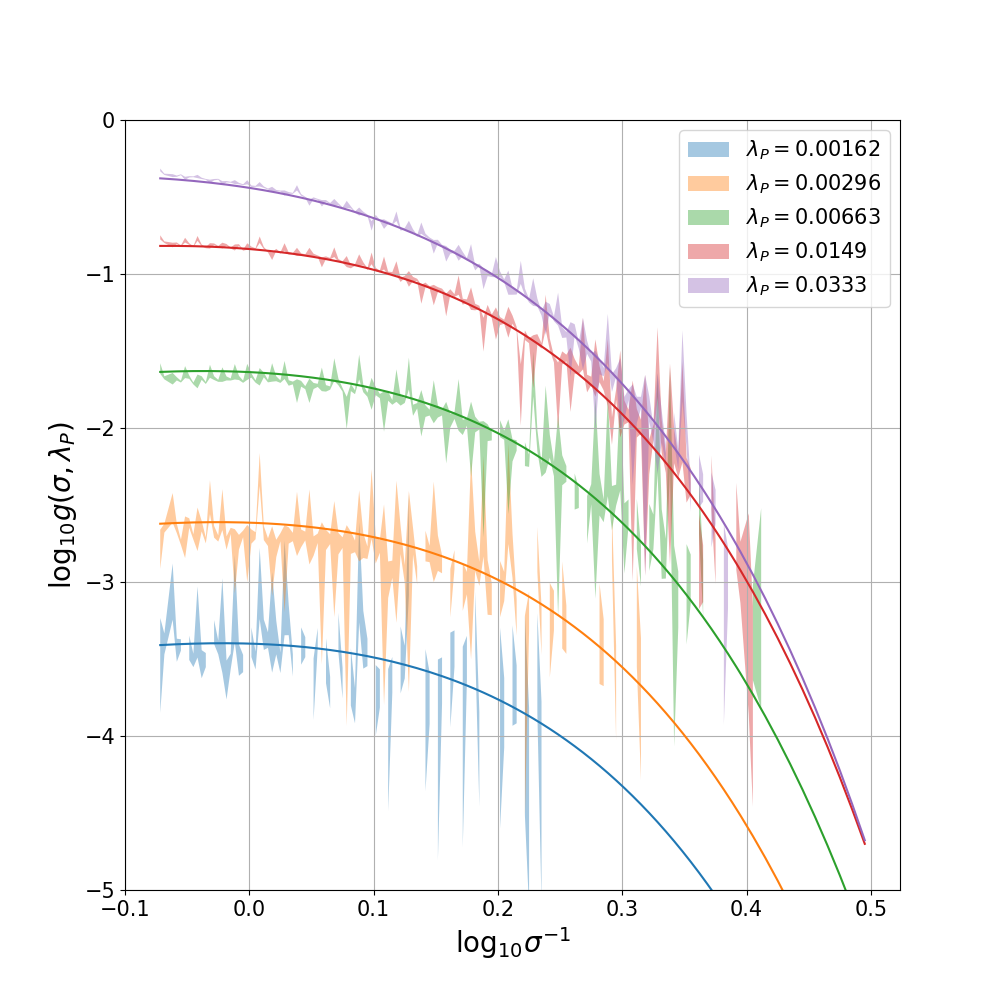 0
−1
−2
−3
−4
−5
log₁₀g(σ, λ_P)
λ_P = 0.00162
λ_P = 0.00296
λ_P = 0.00663
λ_P = 0.0149
λ_P = 0.0333
−0.1 0.0 0.1 0.2 0.3 0.4 0.5
log₁₀σ⁻¹